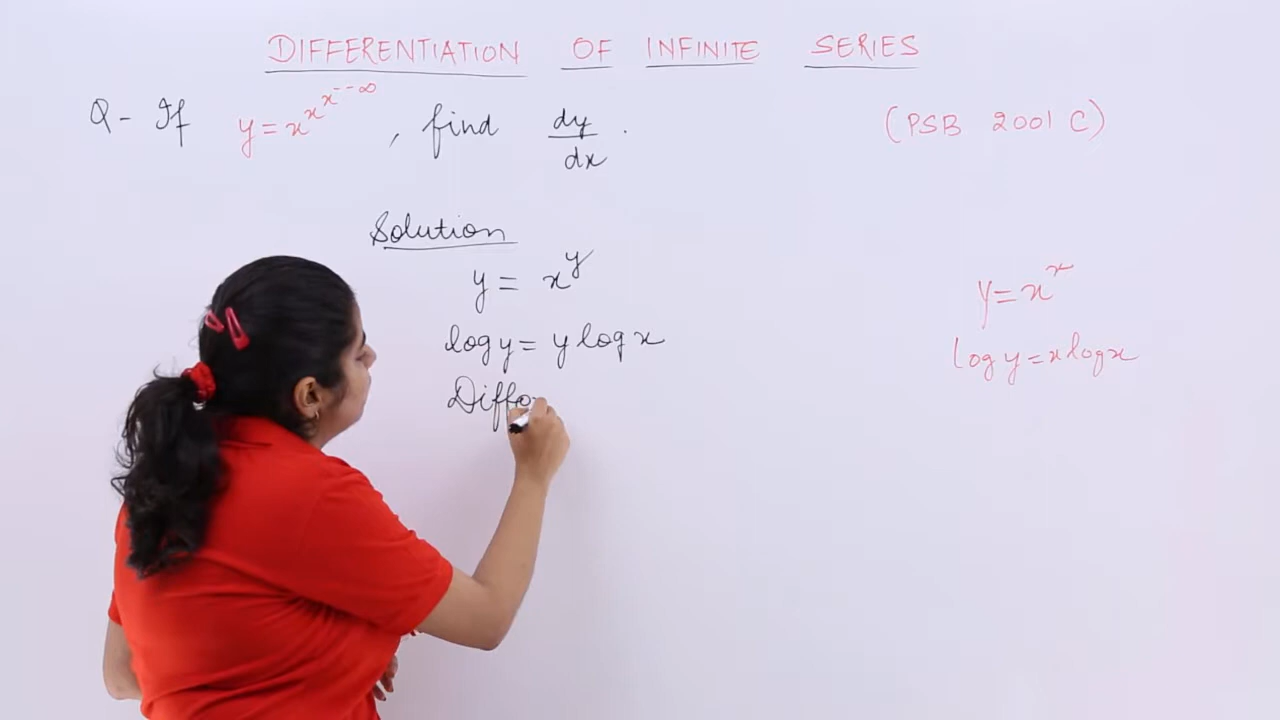 DIFFERENTIATION OF INFINITE SERIES
Q- If y = x^x^x^--∞, find dy/dx. (PSB 2001 C)
Solution
y = x^y
log y = y log x
Diffe
y = x^x
log y = x log x